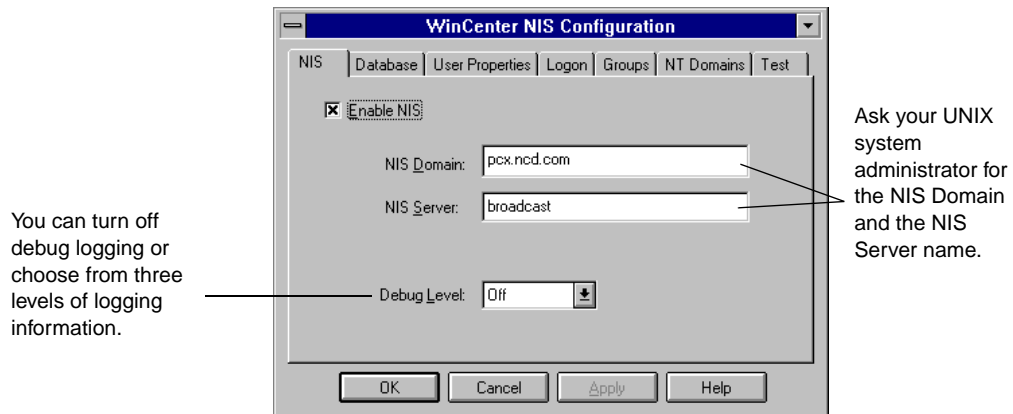 WinCenter NIS Configuration
NIS Database User Properties Logon Groups NT Domains Test
Enable NIS
NIS Domain: pcx.ncd.com
NIS Server: broadcast
Debug Level: Off
OK Cancel Apply Help
You can turn off
debug logging or
choose from three
levels of logging
information.
Ask your UNIX
system
administrator for
the NIS Domain
and the NIS
Server name.